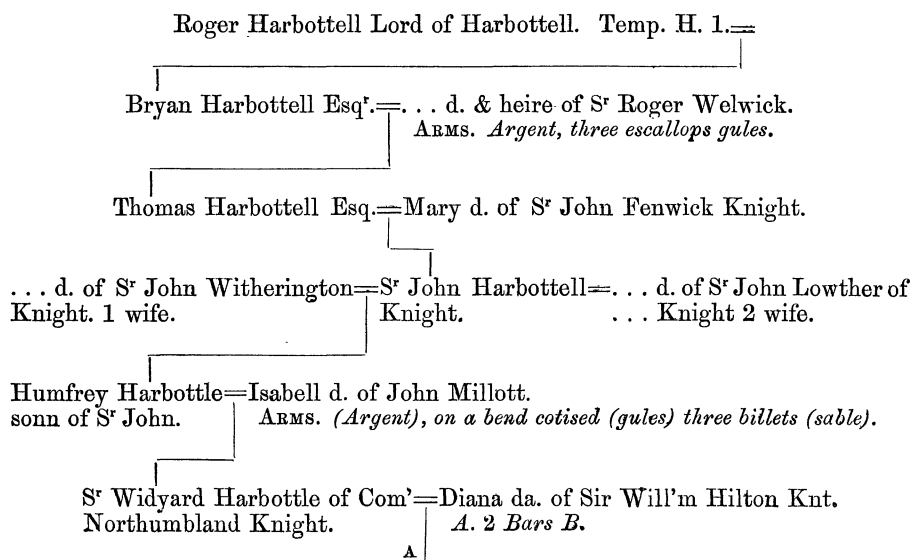 Roger Harbottell Lord of Harbottell. Temp. H. 1.=
Bryan Harbottell Esqʳ.=. . . d. & heire of Sʳ Roger Welwick.
ARMS. Argent, three escallops gules.
Thomas Harbottell Esq.=Mary d. of Sʳ John Fenwick Knight.
. . . d. of Sʳ John Witherington=Sʳ John Harbottell=. . . d. of Sʳ John Lowther of
Knight. 1 wife. Knight. . . . Knight 2 wife.
Humfrey Harbottle=Isabell d. of John Millott.
sonn of Sʳ John. ARMS. (Argent), on a bend cotised (gules) three billets (sable).
Sʳ Widyard Harbottle of Com'=Diana da. of Sir Will'm Hilton Knt.
Northumbland Knight. A. 2 Bars B.
A